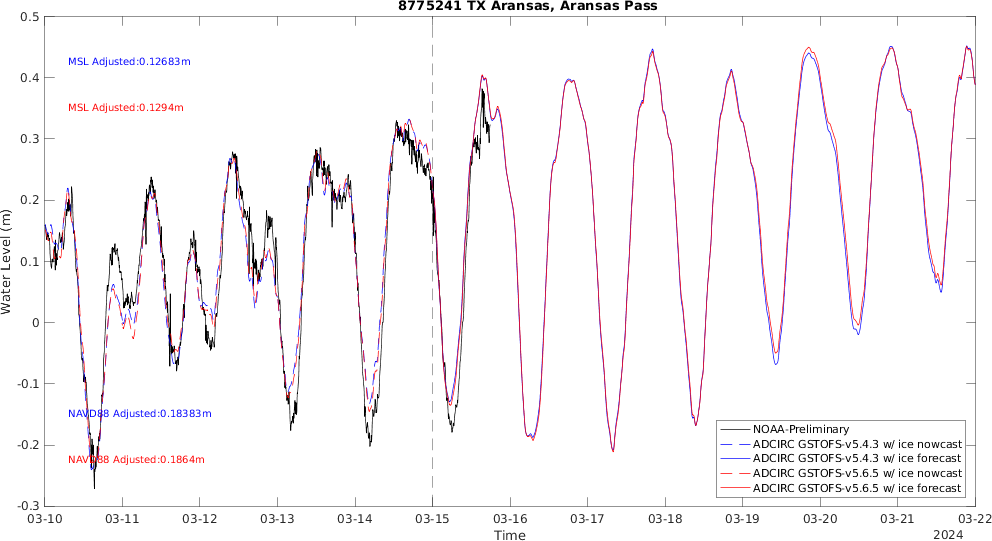 8775241 TX Aransas, Aransas Pass
0.5
0.4
0.3
0.2
0.1
0
-0.1
-0.2
-0.3
Water Level (m)
MSL Adjusted:0.12683m
MSL Adjusted:0.1294m
NAVD88 Adjusted:0.18383m
NAVD88 Adjusted:0.1864m
NOAA-Preliminary
ADCIRC GSTOFS-v5.4.3 w/ ice nowcast
ADCIRC GSTOFS-v5.4.3 w/ ice forecast
ADCIRC GSTOFS-v5.6.5 w/ ice nowcast
ADCIRC GSTOFS-v5.6.5 w/ ice forecast
03-10 03-11 03-12 03-13 03-14 03-15 03-16 03-17 03-18 03-19 03-20 03-21 03-22
Time
2024